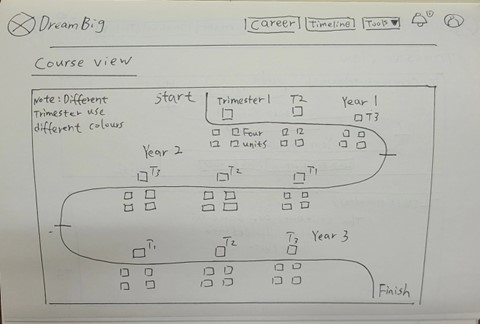 DreamBig
Career Timeline Tools ▼ 1
Course view
Note: Different
Trimester use
different colours
Start
Trimester 1 T2 Year 1
T3
Four
units
Year 2
T3 T2 T1
T1 T2 T3 Year 3
Finish